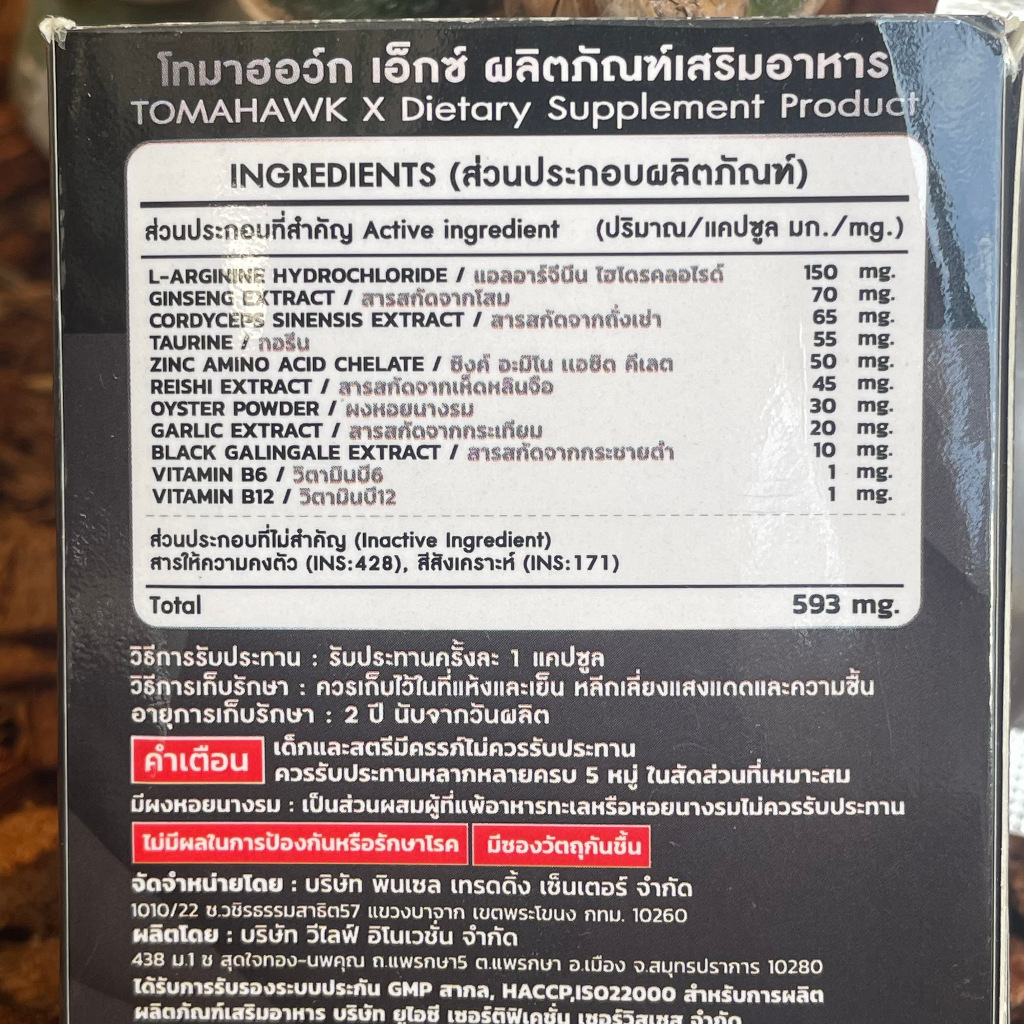 โทมาฮอว์ก เอ็กซ์ ผลิตภัณฑ์เสริมอาหาร
TOMAHAWK X Dietary Supplement Product
INGREDIENTS (ส่วนประกอบผลิตภัณฑ์)
ส่วนประกอบที่สำคัญ Active ingredient (ปริมาณ/แคปซูล มก./mg.)
L-ARGININE HYDROCHLORIDE / แอลอาร์จีนีน ไฮโดรคลอไรด์ 150 mg.
GINSENG EXTRACT / สารสกัดจากโสม 70 mg.
CORDYCEPS SINENSIS EXTRACT / สารสกัดจากถั่งเช่า 65 mg.
TAURINE / ทอรีน 55 mg.
ZINC AMINO ACID CHELATE / ซิงค์ อะมิโน แอซิด คีเลต 50 mg.
REISHI EXTRACT / สารสกัดจากเห็ดหลินจือ 45 mg.
OYSTER POWDER / ผงหอยนางรม 30 mg.
GARLIC EXTRACT / สารสกัดจากกระเทียม 20 mg.
BLACK GALINGALE EXTRACT / สารสกัดจากกระชายดำ 10 mg.
VITAMIN B6 / วิตามินบี6 1 mg.
VITAMIN B12 / วิตามินบี12 1 mg.
ส่วนประกอบที่ไม่สำคัญ (Inactive Ingredient)
สารให้ความคงตัว (INS:428), สีสังเคราะห์ (INS:171)
Total 593 mg.
วิธีการรับประทาน : รับประทานครั้งละ 1 แคปซูล
วิธีการเก็บรักษา : ควรเก็บไว้ในที่แห้งและเย็น หลีกเลี่ยงแสงแดดและความชื้น
อายุการเก็บรักษา : 2 ปี นับจากวันผลิต
คำเตือน เด็กและสตรีมีครรภ์ไม่ควรรับประทาน
ควรรับประทานหลากหลายครบ 5 หมู่ ในสัดส่วนที่เหมาะสม
มีผงหอยนางรม : เป็นส่วนผสมผู้ที่แพ้อาหารทะเลหรือหอยนางรมไม่ควรรับประทาน
ไม่มีผลในการป้องกันหรือรักษาโรค มีซองวัตถุกันชื้น
จัดจำหน่ายโดย : บริษัท พินเซล เทรดดิ้ง เซ็นเตอร์ จำกัด
1010/22 ซ.วชิรธรรมสาธิต57 แขวงบางจาก เขตพระโขนง กทม. 10260
ผลิตโดย : บริษัท วีไลฟ์ อิโนเวชั่น จำกัด
438 ม.1 ซ สุดใจทอง-นพคุณ ถ.แพรกษา5 ต.แพรกษา อ.เมือง จ.สมุทรปราการ 10280
ได้รับการรับรองระบบประกัน GMP สากล, HACCP,ISO22000 สำหรับการผลิต
ผลิตภัณฑ์เสริมอาหาร บริษัท ยูไอซี เซอร์ติฟิเคชั่น เซอร์วิสเซส จำกัด